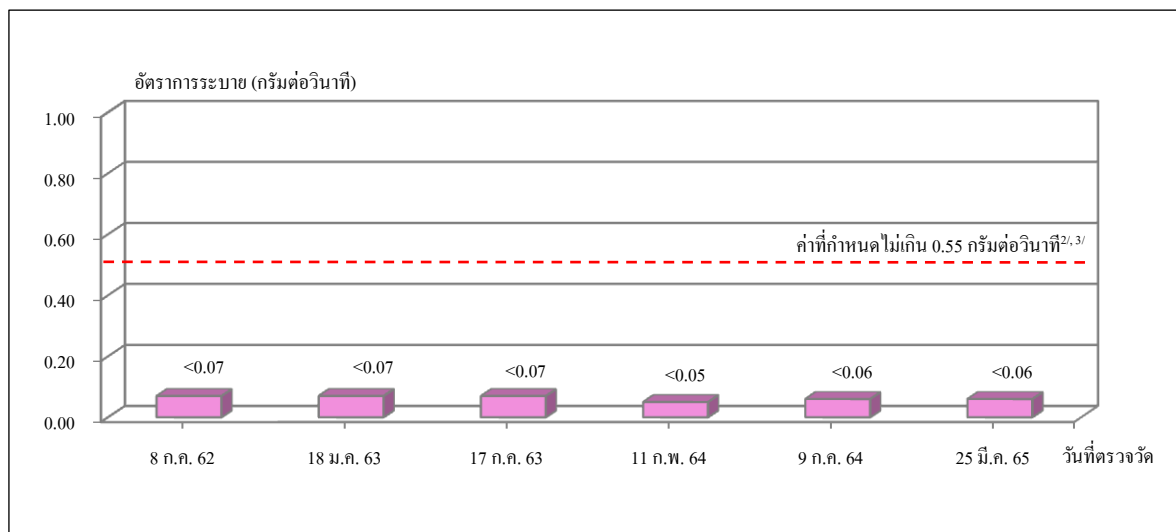 อัตราการระบาย (กรัมต่อวินาที)
1.00
0.80
0.60
ค่าที่กำหนดไม่เกิน 0.55 กรัมต่อวินาที2/, 3/
0.40
0.20
<0.07 <0.07 <0.07 <0.05 <0.06 <0.06
0.00
8 ก.ค. 62 18 ม.ค. 63 17 ก.ค. 63 11 ก.พ. 64 9 ก.ค. 64 25 มี.ค. 65 วันที่ตรวจวัด